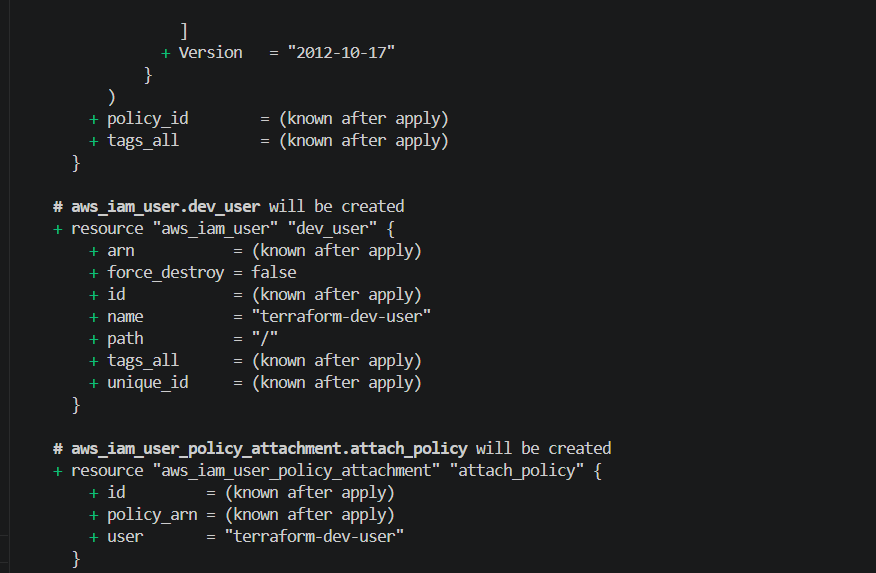 ]
+ Version   = "2012-10-17"
}
)
+ policy_id        = (known after apply)
+ tags_all         = (known after apply)
}
# aws_iam_user.dev_user will be created
+ resource "aws_iam_user" "dev_user" {
+ arn           = (known after apply)
+ force_destroy = false
+ id            = (known after apply)
+ name          = "terraform-dev-user"
+ path          = "/"
+ tags_all      = (known after apply)
+ unique_id     = (known after apply)
}
# aws_iam_user_policy_attachment.attach_policy will be created
+ resource "aws_iam_user_policy_attachment" "attach_policy" {
+ id         = (known after apply)
+ policy_arn = (known after apply)
+ user       = "terraform-dev-user"
}